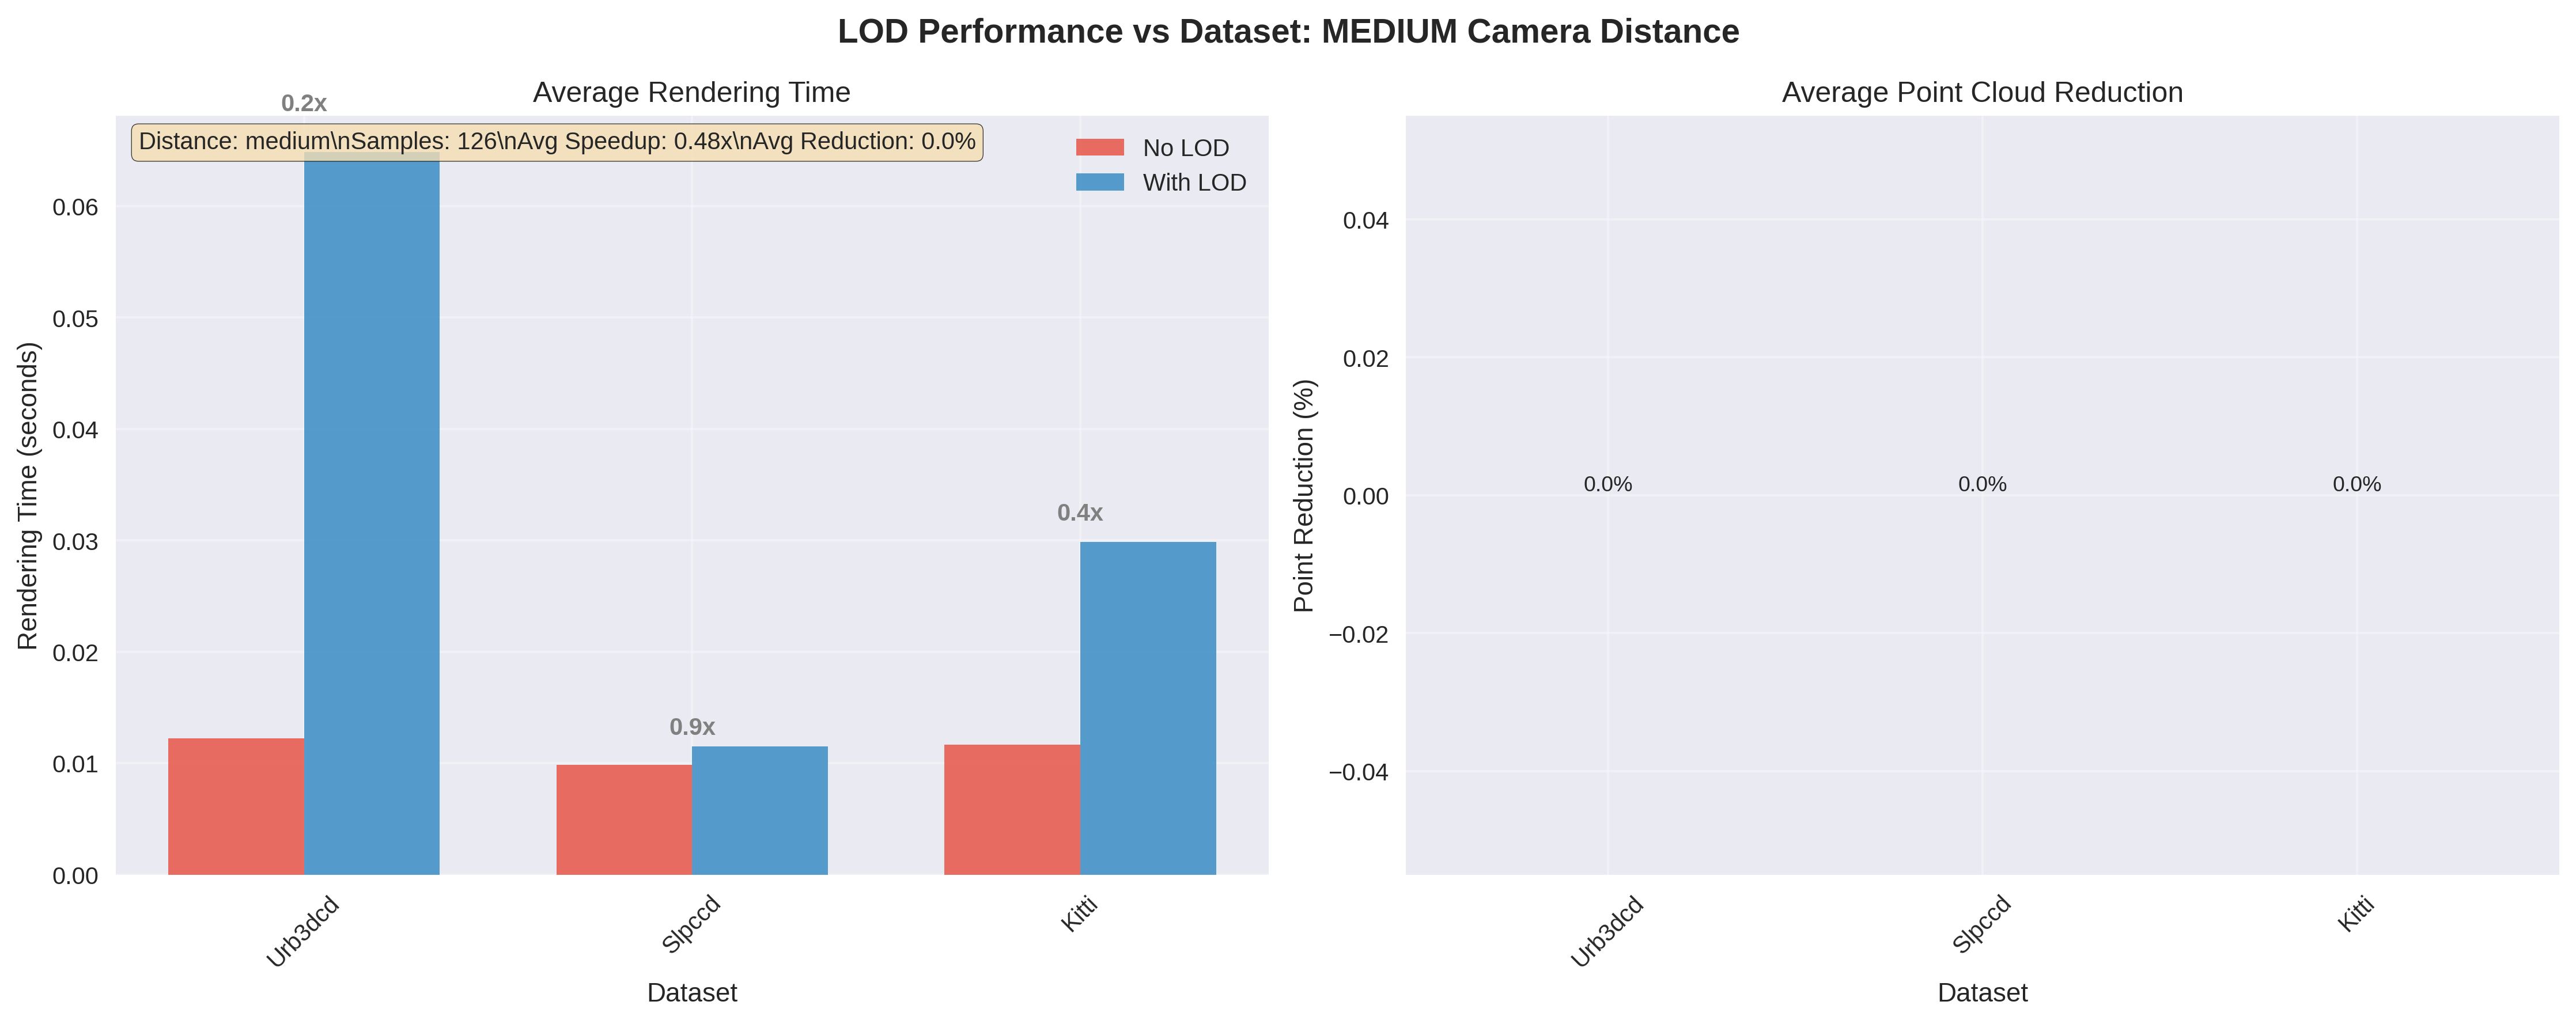 LOD Performance vs Dataset: MEDIUM Camera Distance
Average Rendering Time
0.2x
Distance: medium\nSamples: 126\nAvg Speedup: 0.48x\nAvg Reduction: 0.0%
No LOD
With LOD
0.06
0.05
0.04
0.03
0.02
0.01
0.00
Rendering Time (seconds)
0.9x
0.4x
Urb3dcd
Slpccd
Kitti
Dataset
Average Point Cloud Reduction
0.04
0.02
0.00
−0.02
−0.04
Point Reduction (%)
0.0%
0.0%
0.0%
Urb3dcd
Slpccd
Kitti
Dataset